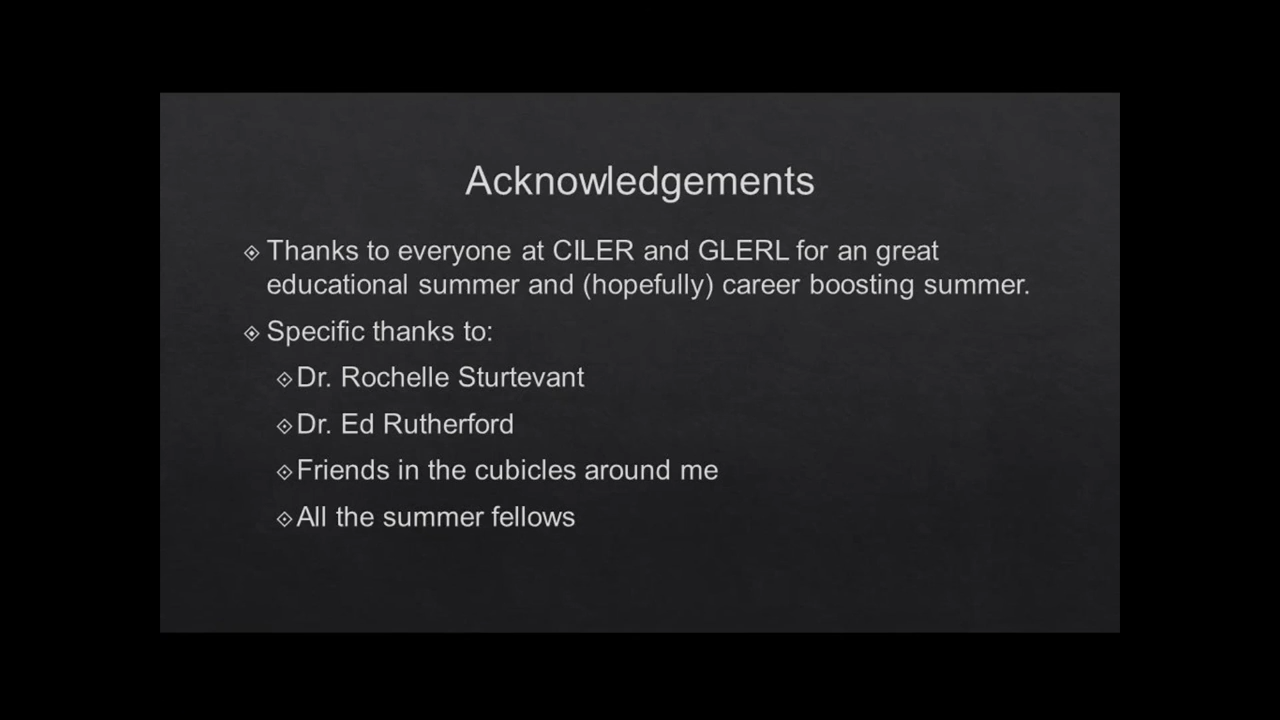 Acknowledgements
Thanks to everyone at CILER and GLERL for an great
educational summer and (hopefully) career boosting summer.
Specific thanks to:
Dr. Rochelle Sturtevant
Dr. Ed Rutherford
Friends in the cubicles around me
All the summer fellows